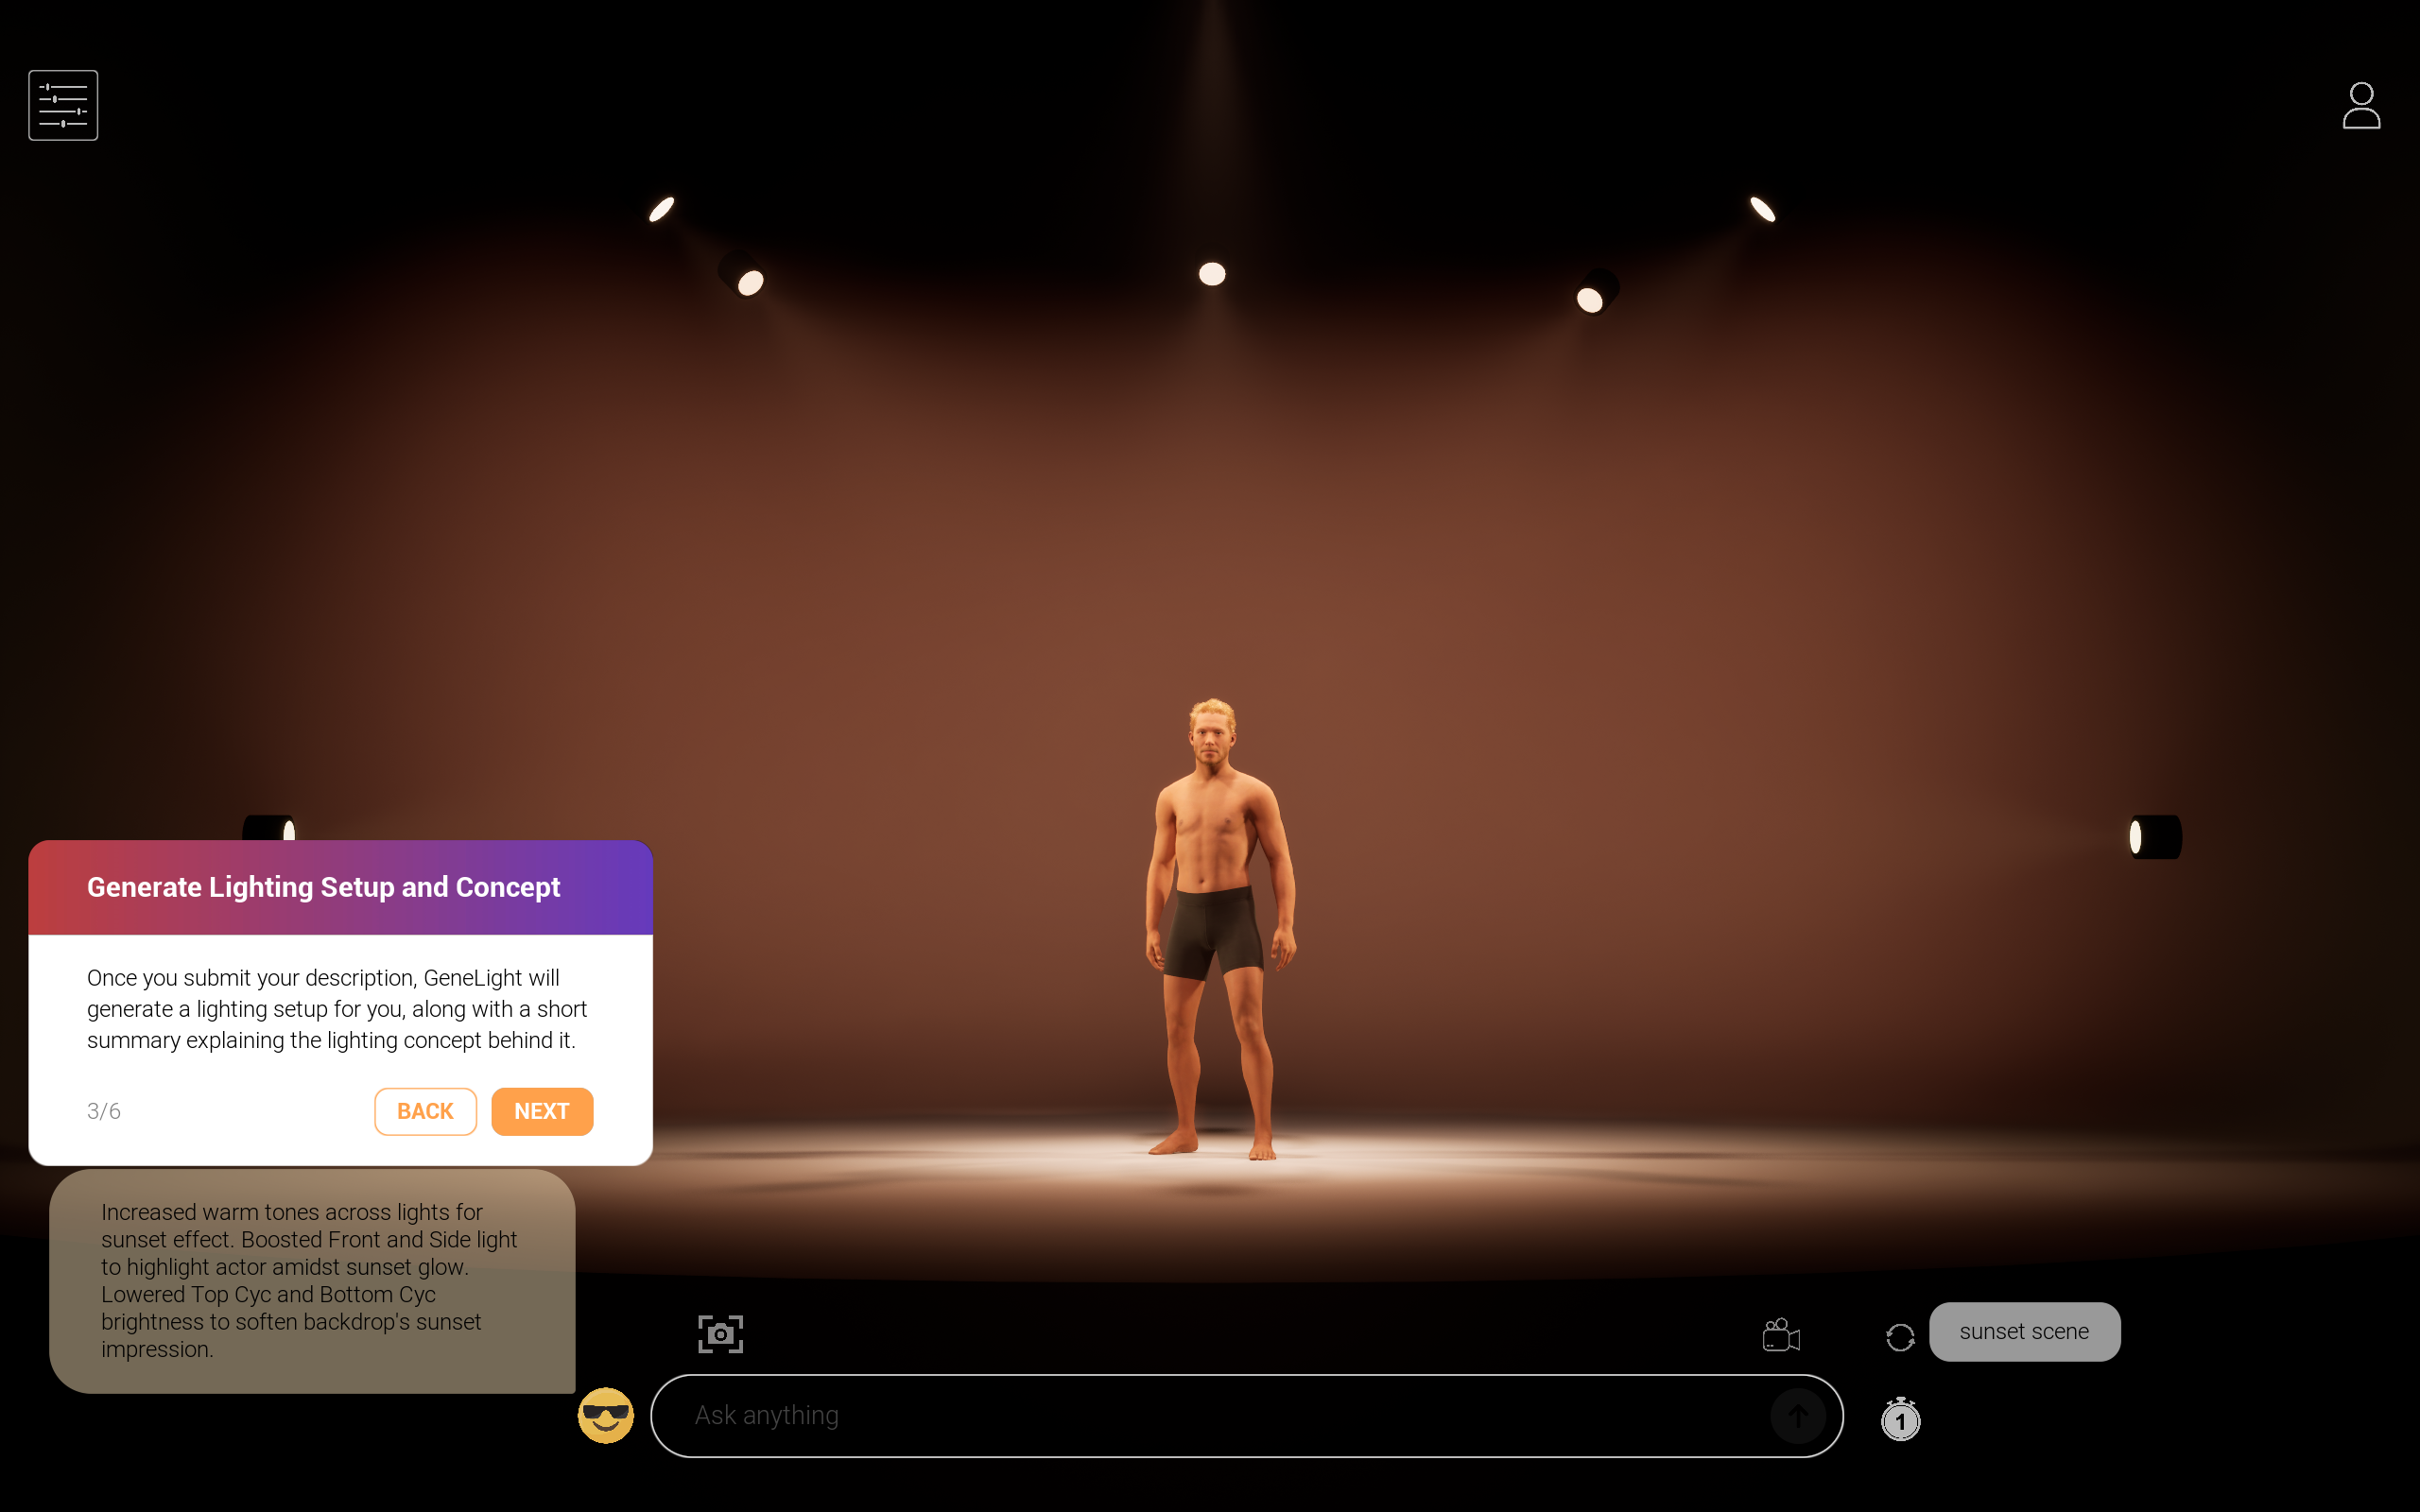 Generate Lighting Setup and Concept
Once you submit your description, GeneLight will
generate a lighting setup for you, along with a short
summary explaining the lighting concept behind it.
3/6
BACK
NEXT
Increased warm tones across lights for
sunset effect. Boosted Front and Side light
to highlight actor amidst sunset glow.
Lowered Top Cyc and Bottom Cyc
brightness to soften backdrop's sunset
impression.
sunset scene
Ask anything
1